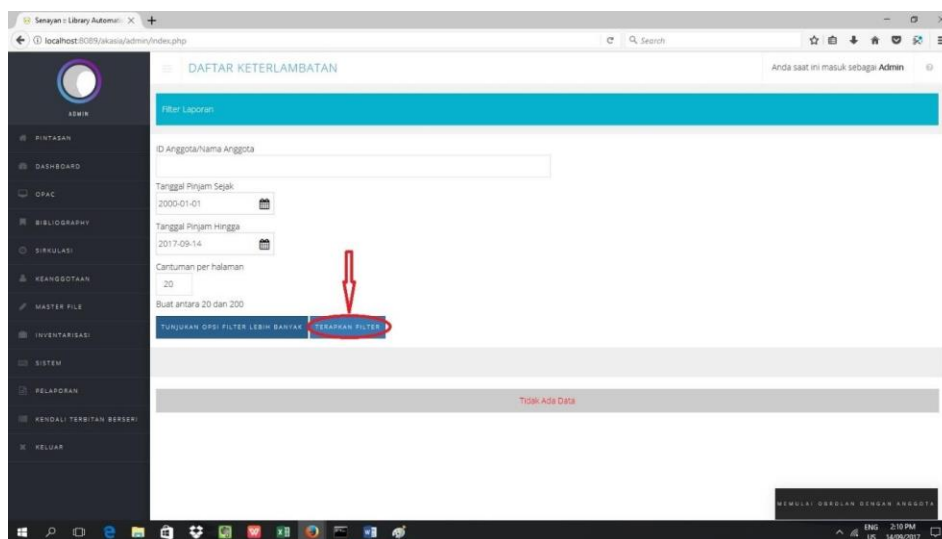 Senayan :: Library Automati
localhost:8089/akasia/admin/index.php
Search
DAFTAR KETERLAMBATAN
Anda saat ini masuk sebagai Admin
ADMIN
Filter Laporan
PINTASAN
DASHBOARD
OPAC
BIBLIOGRAPHY
SIRKULASI
KEANGGOTAAN
MASTER FILE
INVENTARISASI
SISTEM
PELAPORAN
KENDALI TERBITAN BERSERI
KELUAR
ID Anggota/Nama Anggota
Tanggal Pinjam Sejak
2000-01-01
Tanggal Pinjam Hingga
2017-09-14
Cantuman per halaman
20
Buat antara 20 dan 200
TUNJUKAN OPSI FILTER LEBIH BANYAK
TERAPKAN FILTER
Tidak Ada Data
MEMULAI OBROLAN DENGAN ANGGOTA
ENG 2:10 PM
US 14/09/2017